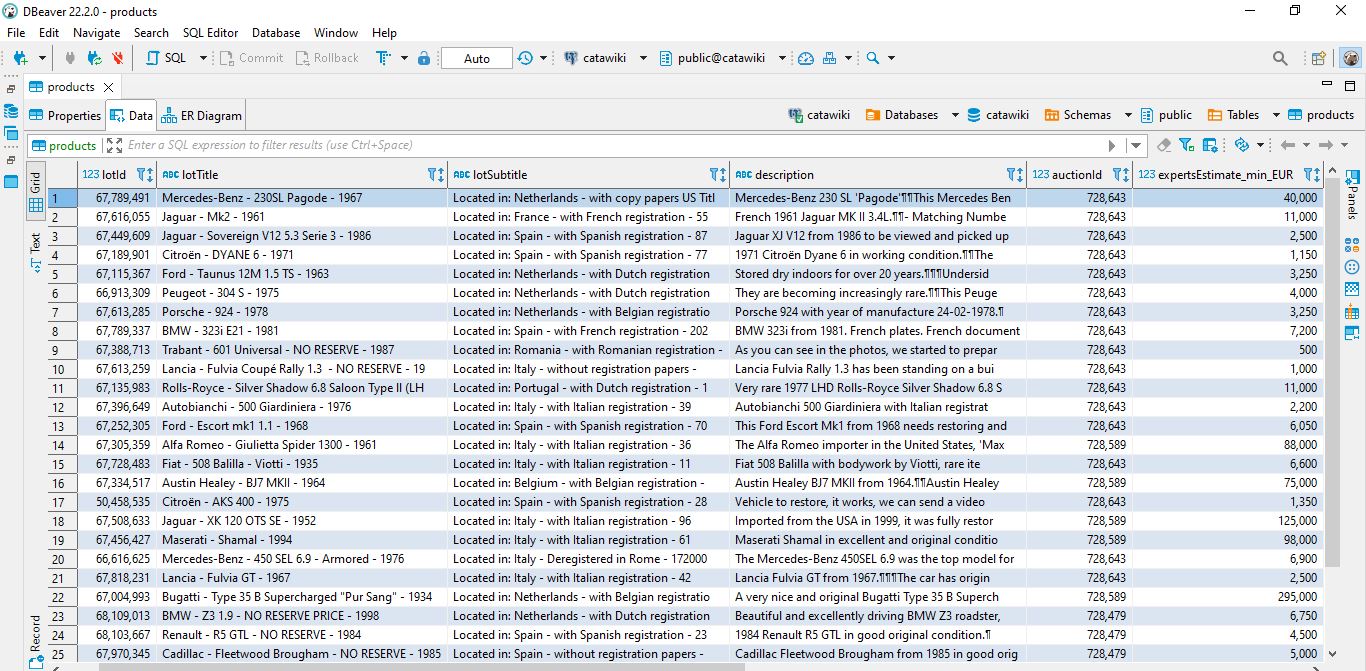 DBeaver 22.2.0 - products
File Edit Navigate Search SQL Editor Database Window Help
SQL Commit Rollback Auto catawiki public@catawiki
products
Properties Data ER Diagram catawiki Databases catawiki Schemas public Tables products
products Enter a SQL expression to filter results (use Ctrl+Space)
Grid
Text
Record
Panels
123 lotId ABC lotTitle ABC lotSubtitle ABC description 123 auctionId 123 expertsEstimate_min_EUR
1 67,789,491 Mercedes-Benz - 230SL Pagode - 1967 Located in: Netherlands - with copy papers US Titl Mercedes-Benz 230 SL 'Pagode'¶¶This Mercedes Ben 728,643 40,000
2 67,616,055 Jaguar - Mk2 - 1961 Located in: France - with French registration - 55 French 1961 Jaguar MK II 3.4L.¶¶- Matching Numbe 728,643 11,000
3 67,449,609 Jaguar - Sovereign V12 5.3 Serie 3 - 1986 Located in: Spain - with Spanish registration - 87 Jaguar XJ V12 from 1986 to be viewed and picked up 728,643 2,500
4 67,189,901 Citroën - DYANE 6 - 1971 Located in: Spain - with Spanish registration - 77 1971 Citroën Dyane 6 in working condition.¶¶The 728,643 1,150
5 67,115,367 Ford - Taunus 12M 1.5 TS - 1963 Located in: Netherlands - with Dutch registration Stored dry indoors for over 20 years.¶¶¶Undersid 728,643 3,250
6 66,913,309 Peugeot - 304 S - 1975 Located in: Netherlands - with Dutch registration They are becoming increasingly rare.¶¶This Peuge 728,643 4,000
7 67,613,285 Porsche - 924 - 1978 Located in: Netherlands - with Belgian registratio Porsche 924 with year of manufacture 24-02-1978.¶ 728,643 3,250
8 67,789,337 BMW - 323i E21 - 1981 Located in: Spain - with French registration - 202 BMW 323i from 1981. French plates. French document 728,643 7,200
9 67,388,713 Trabant - 601 Universal - NO RESERVE - 1987 Located in: Romania - with Romanian registration - As you can see in the photos, we started to prepar 728,643 500
10 67,613,259 Lancia - Fulvia Coupé Rally 1.3  - NO RESERVE - 19 Located in: Italy - without registration papers - Lancia Fulvia Rally 1.3 has been standing on a bui 728,643 1,000
11 67,135,983 Rolls-Royce - Silver Shadow 6.8 Saloon Type II (LH Located in: Portugal - with Dutch registration - 1 Very rare 1977 LHD Rolls-Royce Silver Shadow 6.8 S 728,643 11,000
12 67,396,649 Autobianchi - 500 Giardiniera - 1976 Located in: Italy - with Italian registration - 39 Autobianchi 500 Giardiniera with Italian registrat 728,643 2,200
13 67,252,305 Ford - Escort mk1 1.1 - 1968 Located in: Spain - with Spanish registration - 70 This Ford Escort Mk1 from 1968 needs restoring and 728,643 6,050
14 67,305,359 Alfa Romeo - Giulietta Spider 1300 - 1961 Located in: Italy - with Italian registration - 36 The Alfa Romeo importer in the United States, 'Max 728,589 88,000
15 67,728,483 Fiat - 508 Balilla - Viotti - 1935 Located in: Italy - with Italian registration - 11 Fiat 508 Balilla with bodywork by Viotti, rare ite 728,643 6,600
16 67,334,517 Austin Healey - BJ7 MKII - 1964 Located in: Belgium - with Belgian registration - Austin Healey BJ7 MKII from 1964.¶¶Austin Healey 728,589 75,000
17 50,458,535 Citroën - AKS 400 - 1975 Located in: Spain - with Spanish registration - 28 Vehicle to restore, it works, we can send a video 728,643 1,350
18 67,508,633 Jaguar - XK 120 OTS SE - 1952 Located in: Italy - with Italian registration - 96 Imported from the USA in 1999, it was fully restor 728,589 125,000
19 67,456,427 Maserati - Shamal - 1994 Located in: Italy - with Italian registration - 61 Maserati Shamal in excellent and original conditio 728,589 98,000
20 66,616,625 Mercedes-Benz - 450 SEL 6.9 - Armored - 1976 Located in: Italy - Deregistered in Rome - 172000 The Mercedes-Benz 450SEL 6.9 was the top model for 728,643 6,900
21 67,818,231 Lancia - Fulvia GT - 1967 Located in: Italy - with Italian registration - 42 Lancia Fulvia GT from 1967.¶¶¶The car has origin 728,643 2,500
22 67,004,993 Bugatti - Type 35 B Supercharged "Pur Sang" - 1934 Located in: Netherlands - with Belgian registratio A very nice and original Bugatti Type 35 B Superch 728,589 295,000
23 68,109,013 BMW - Z3 1.9 - NO RESERVE PRICE - 1998 Located in: Netherlands - with Dutch registration Beautiful and excellently driving BMW Z3 roadster, 728,479 6,750
24 68,103,667 Renault - R5 GTL - NO RESERVE - 1984 Located in: Spain - with Spanish registration - 23 1984 Renault R5 GTL in good original condition.¶ 728,479 4,500
25 67,970,345 Cadillac - Fleetwood Brougham - NO RESERVE - 1985 Located in: Spain - without registration papers - Cadillac Fleetwood Brougham from 1985 in good orig 728,479 5,000